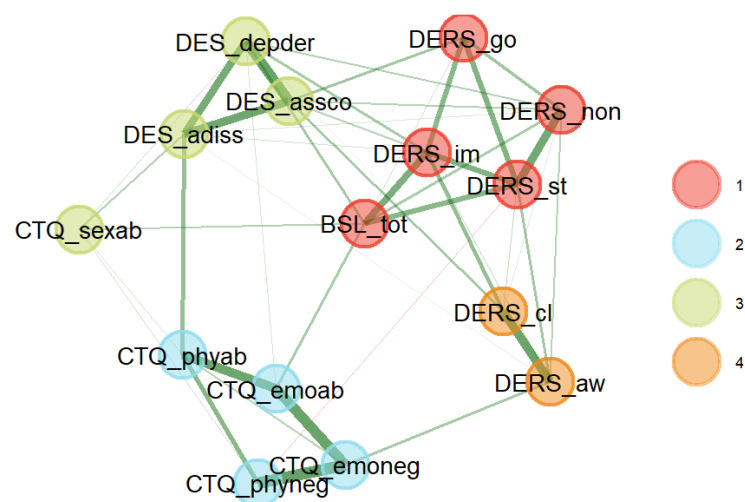 DES_depder
DERS_go
DES_assco
DERS_non
DES_adiss
DERS_im
DERS_st
CTQ_sexab
BSL_tot
DERS_cl
CTQ_phyab
CTQ_emoab
DERS_aw
CTQ_emoneg
CTQ_phyneg
1
2
3
4